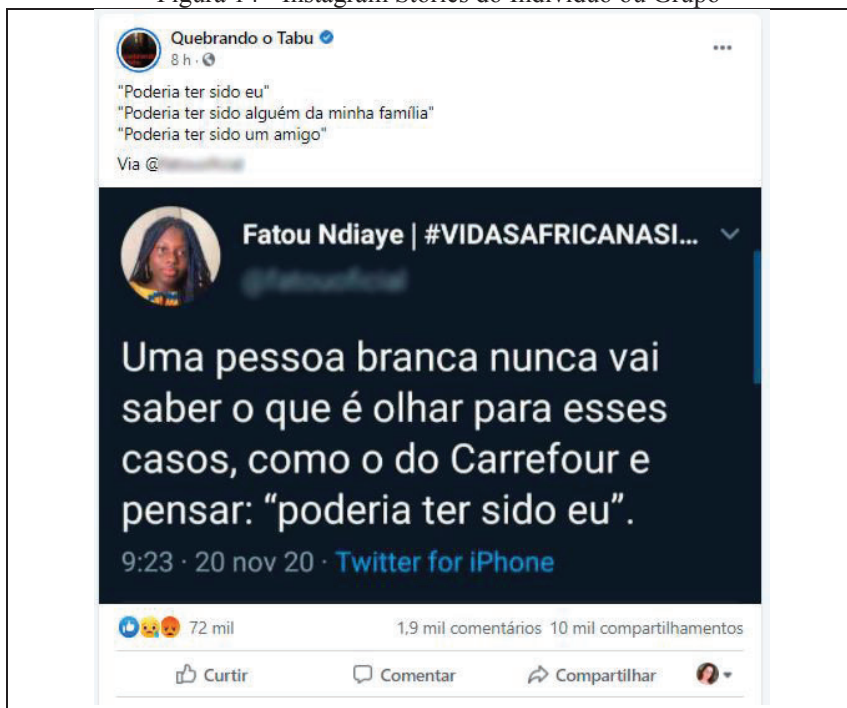 Figura 14 - Instagram Stories do Indivíduo ou Grupo
Quebrando o Tabu
8 h ·
"Poderia ter sido eu"
"Poderia ter sido alguém da minha família"
"Poderia ter sido um amigo"
Via @
Fatou Ndiaye | #VIDASAFRICANASI...
Uma pessoa branca nunca vai
saber o que é olhar para esses
casos, como o do Carrefour e
pensar: “poderia ter sido eu”.
9:23 · 20 nov 20 · Twitter for iPhone
72 mil 1,9 mil comentários 10 mil compartilhamentos
Curtir Comentar Compartilhar